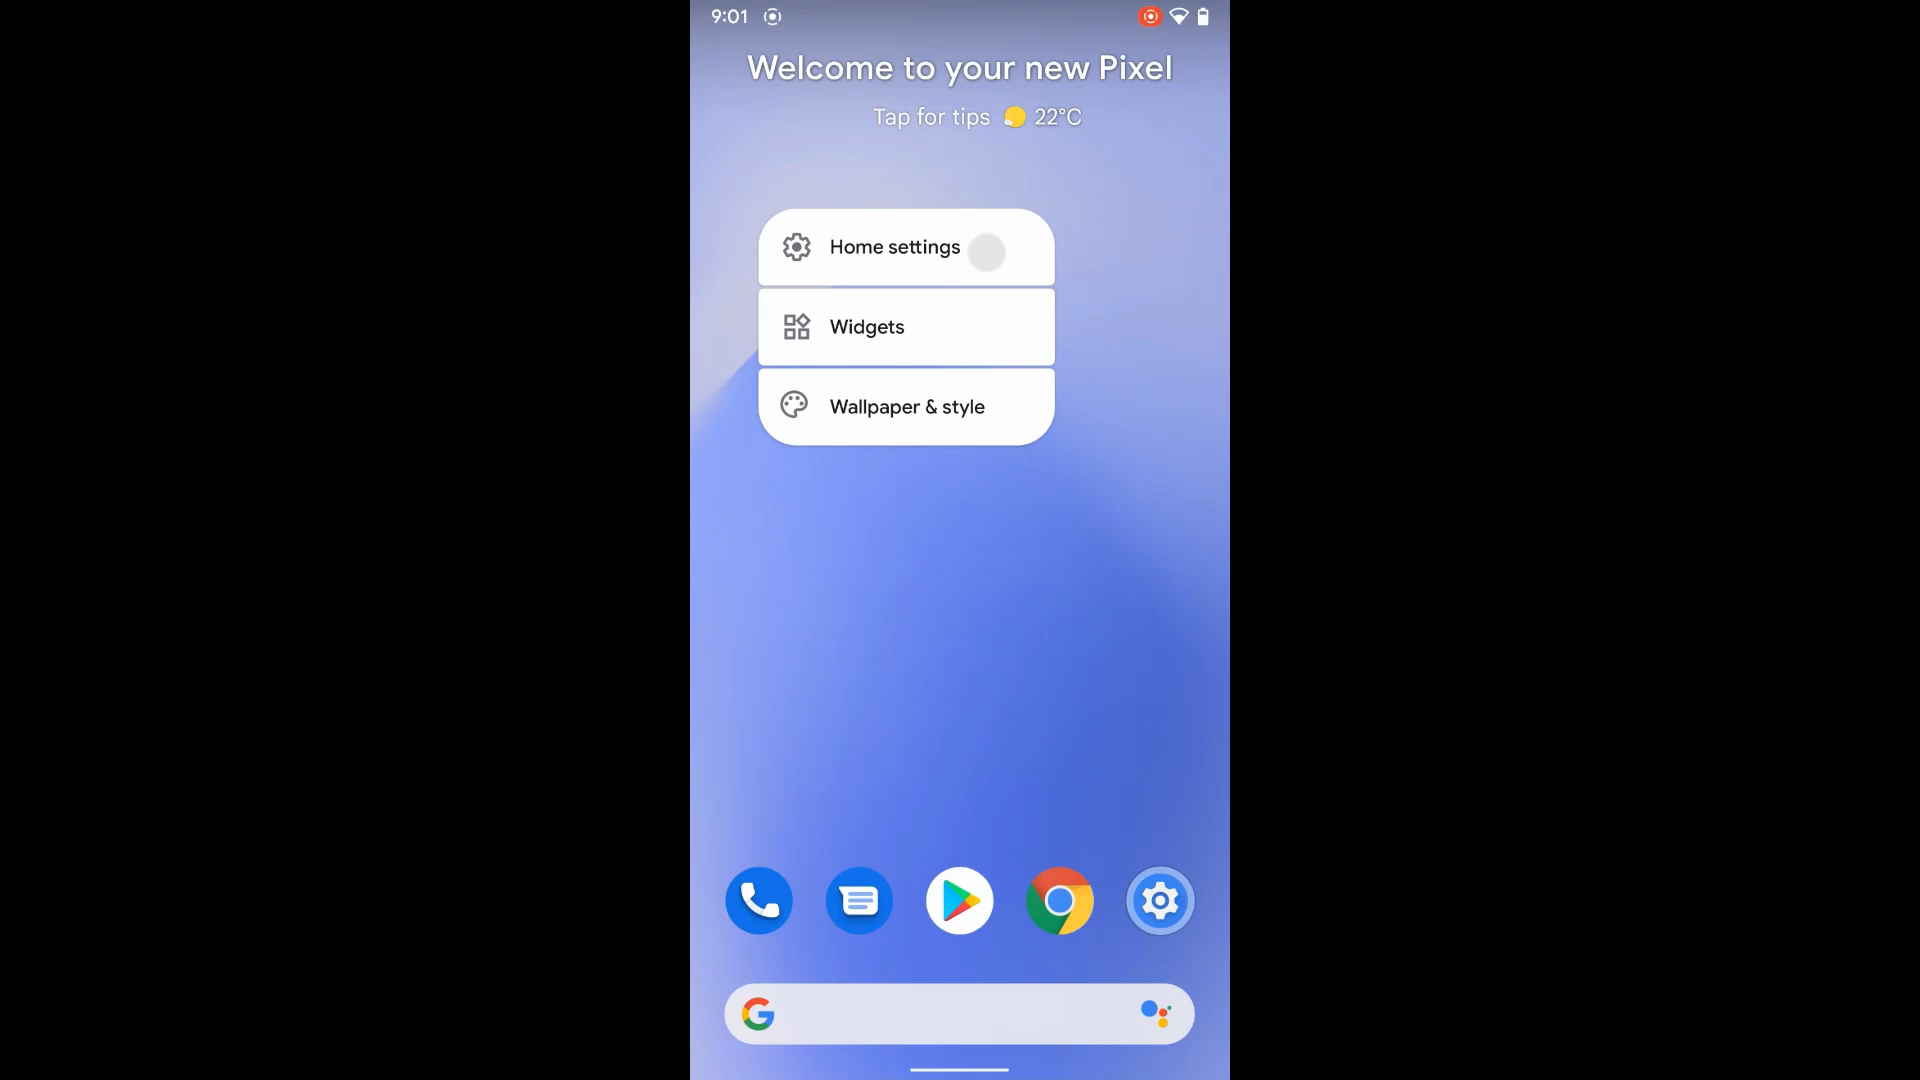 9:01
Welcome to your new Pixel
Tap for tips 22°C
Home settings
Widgets
Wallpaper & style